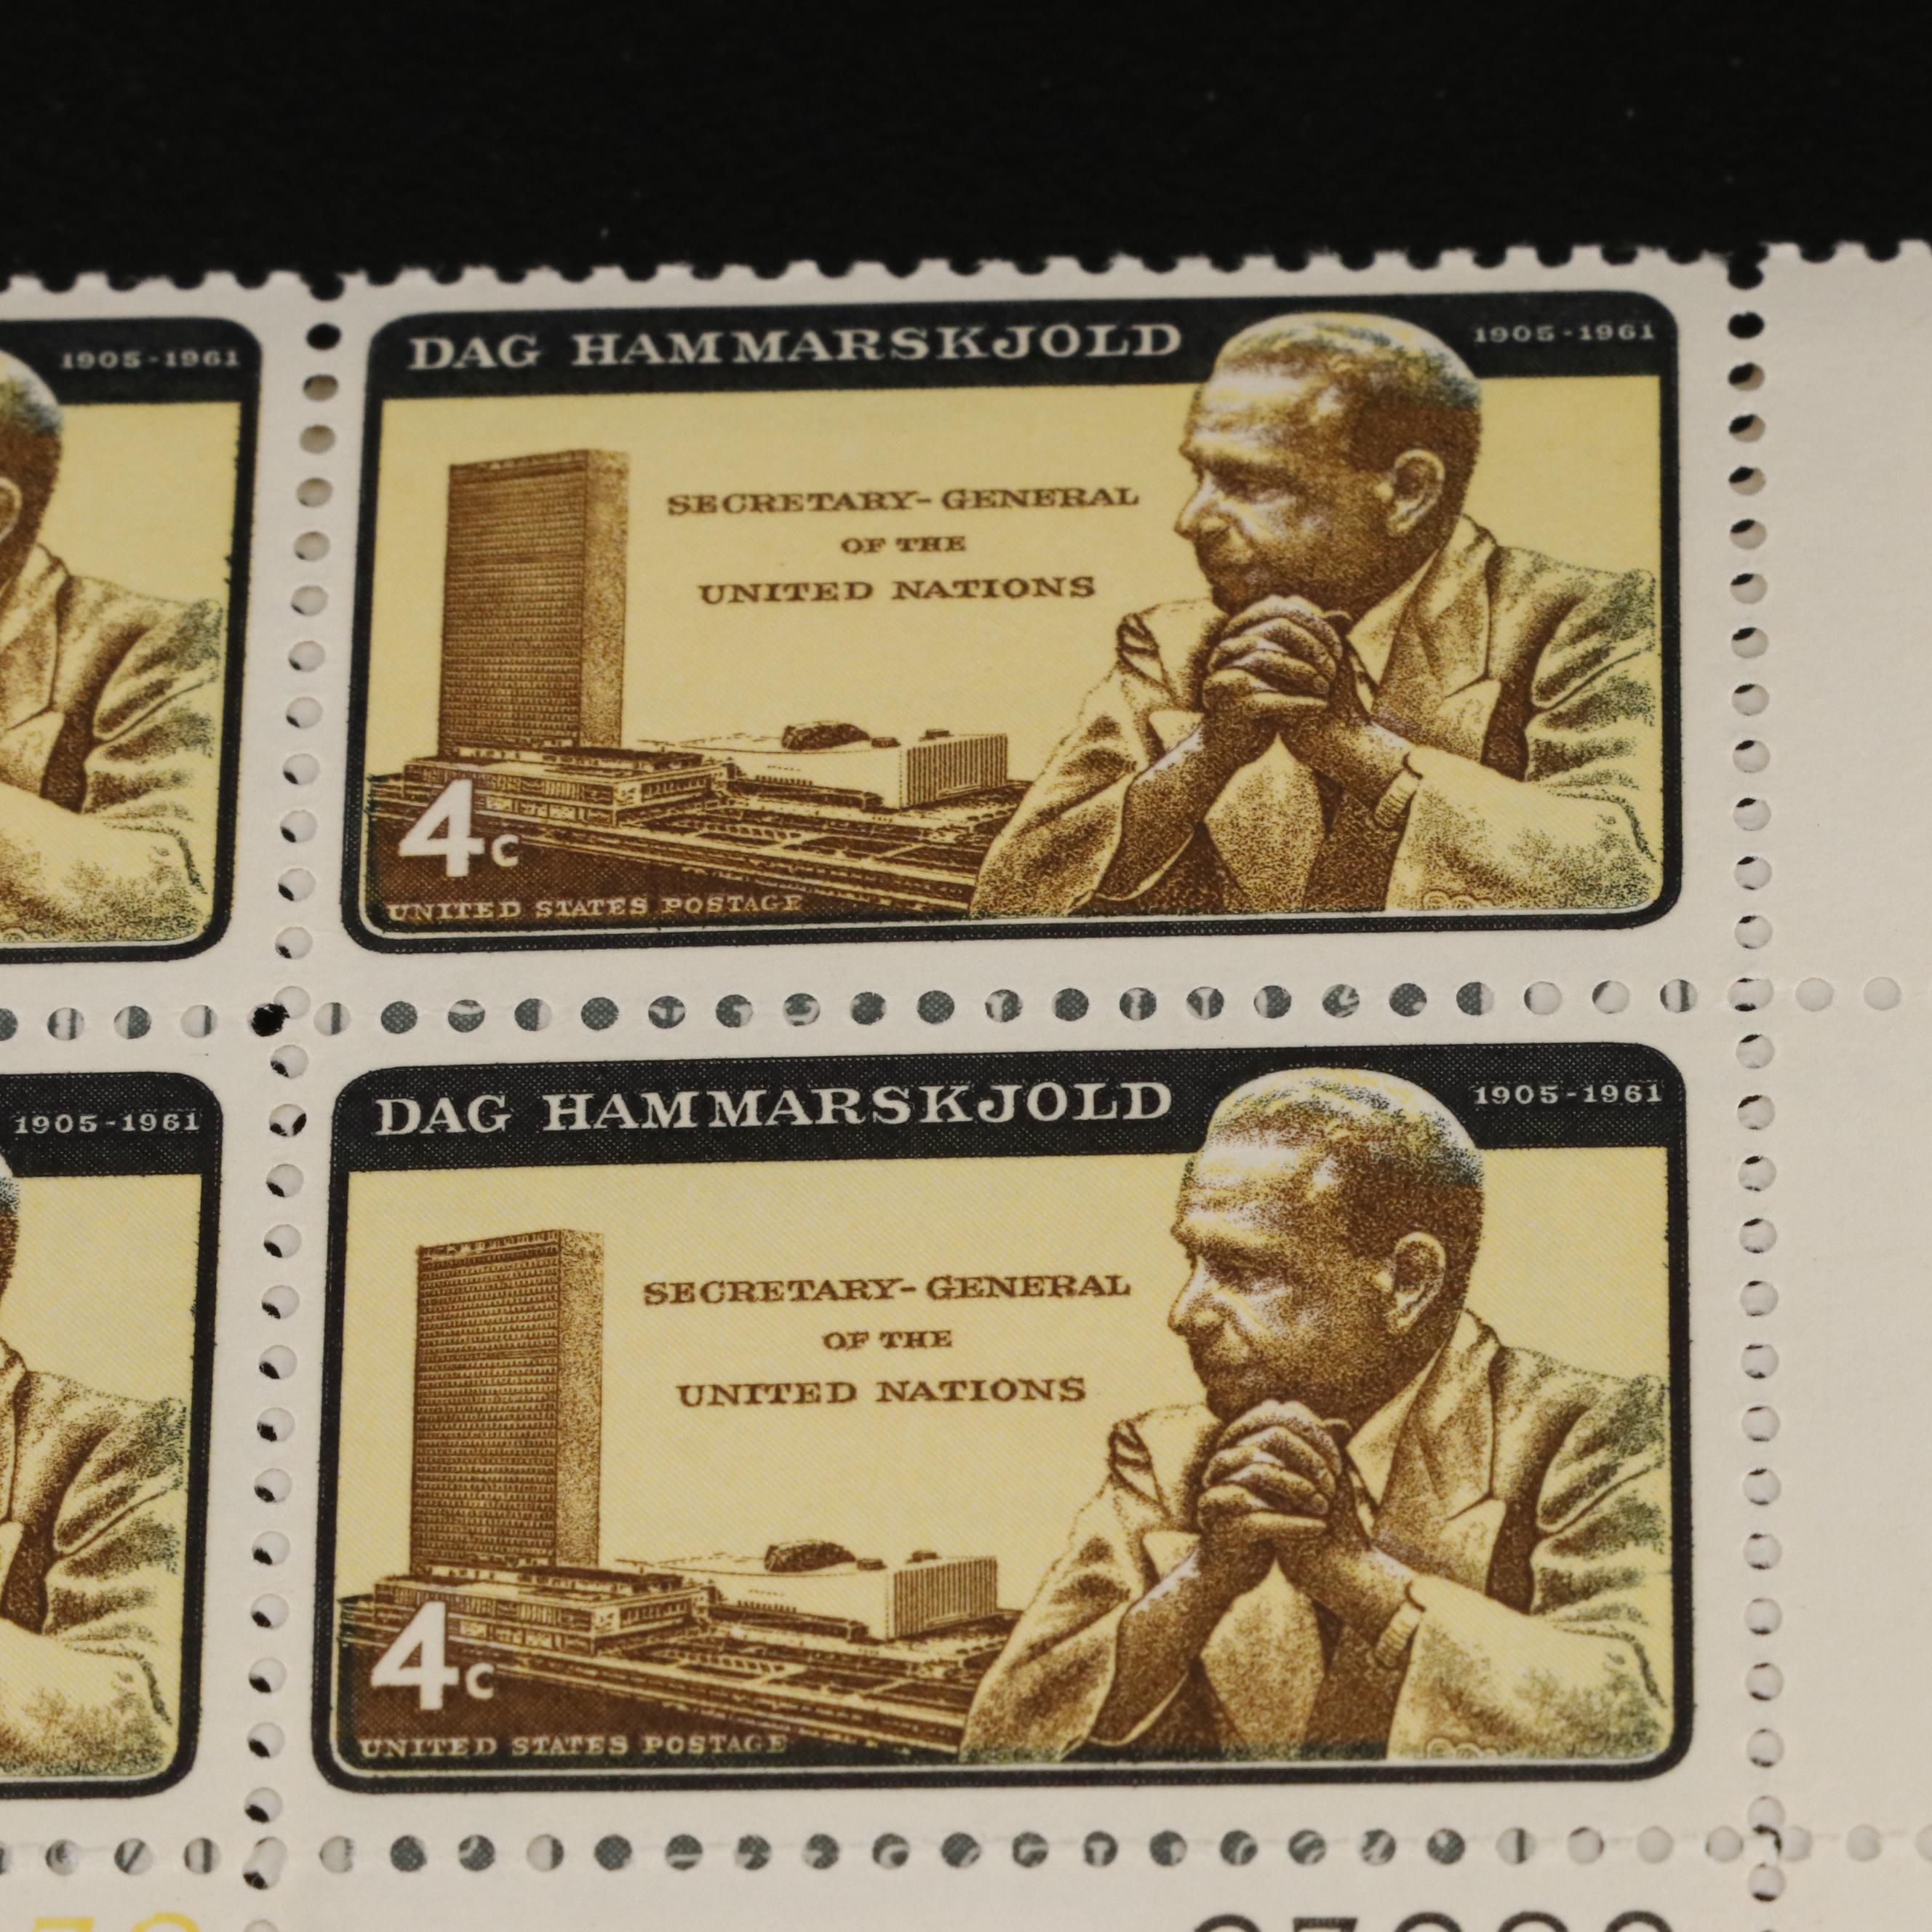 1905-1961
DAG HAMMARSKJOLD 1905-1961
SECRETARY-GENERAL
OF THE
UNITED NATIONS
4c
UNITED STATES POSTAGE
1905-1961
DAG HAMMARSKJOLD 1905-1961
SECRETARY-GENERAL
OF THE
UNITED NATIONS
4c
UNITED STATES POSTAGE